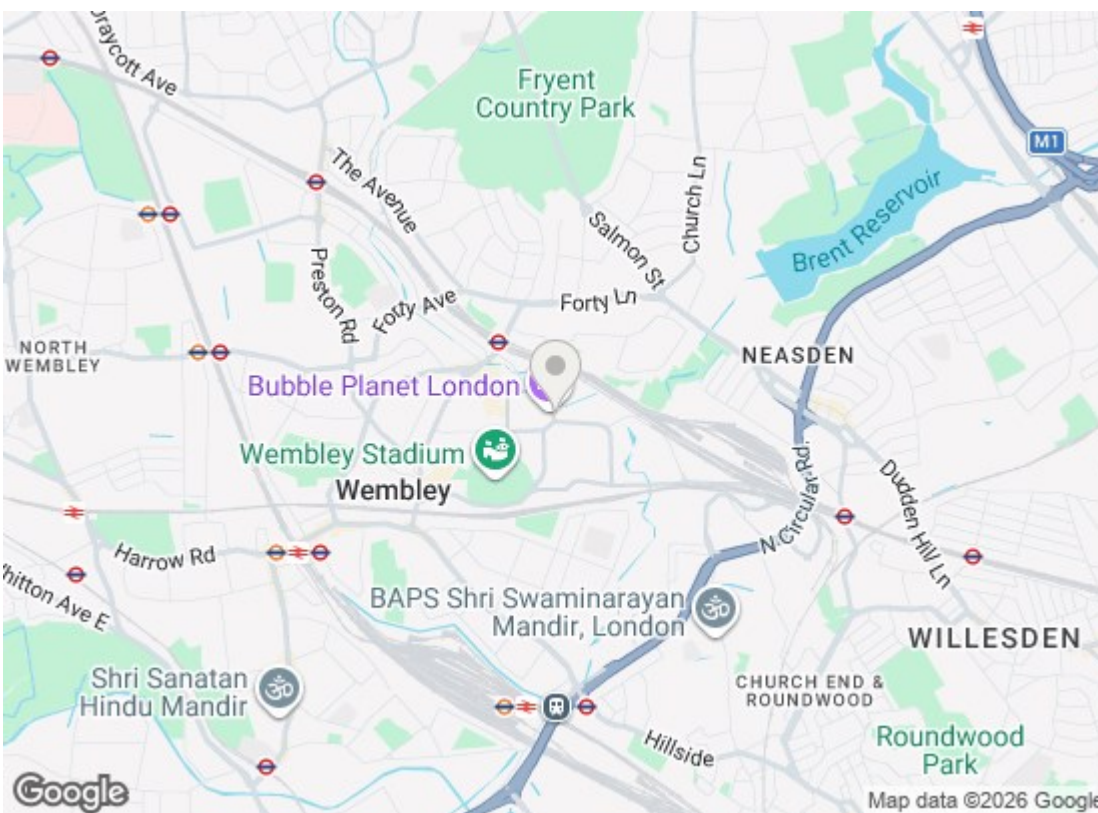 Draycott Ave
Fryent
Country Park
M1
The Avenue
Church Ln
Salmon St
Brent Reservoir
Preston Rd
Forty Ave
Forty Ln
NORTH
WEMBLEY
NEASDEN
Bubble Planet London
Wembley Stadium
Wembley
N Circular Rd.
Dudden Hill Ln
Harrow Rd
Whitton Ave E
BAPS Shri Swaminarayan
Mandir, London
WILLESDEN
Shri Sanatan
Hindu Mandir
CHURCH END &
ROUNDWOOD
Hillside
Roundwood
Park
Google
Map data ©2026 Google